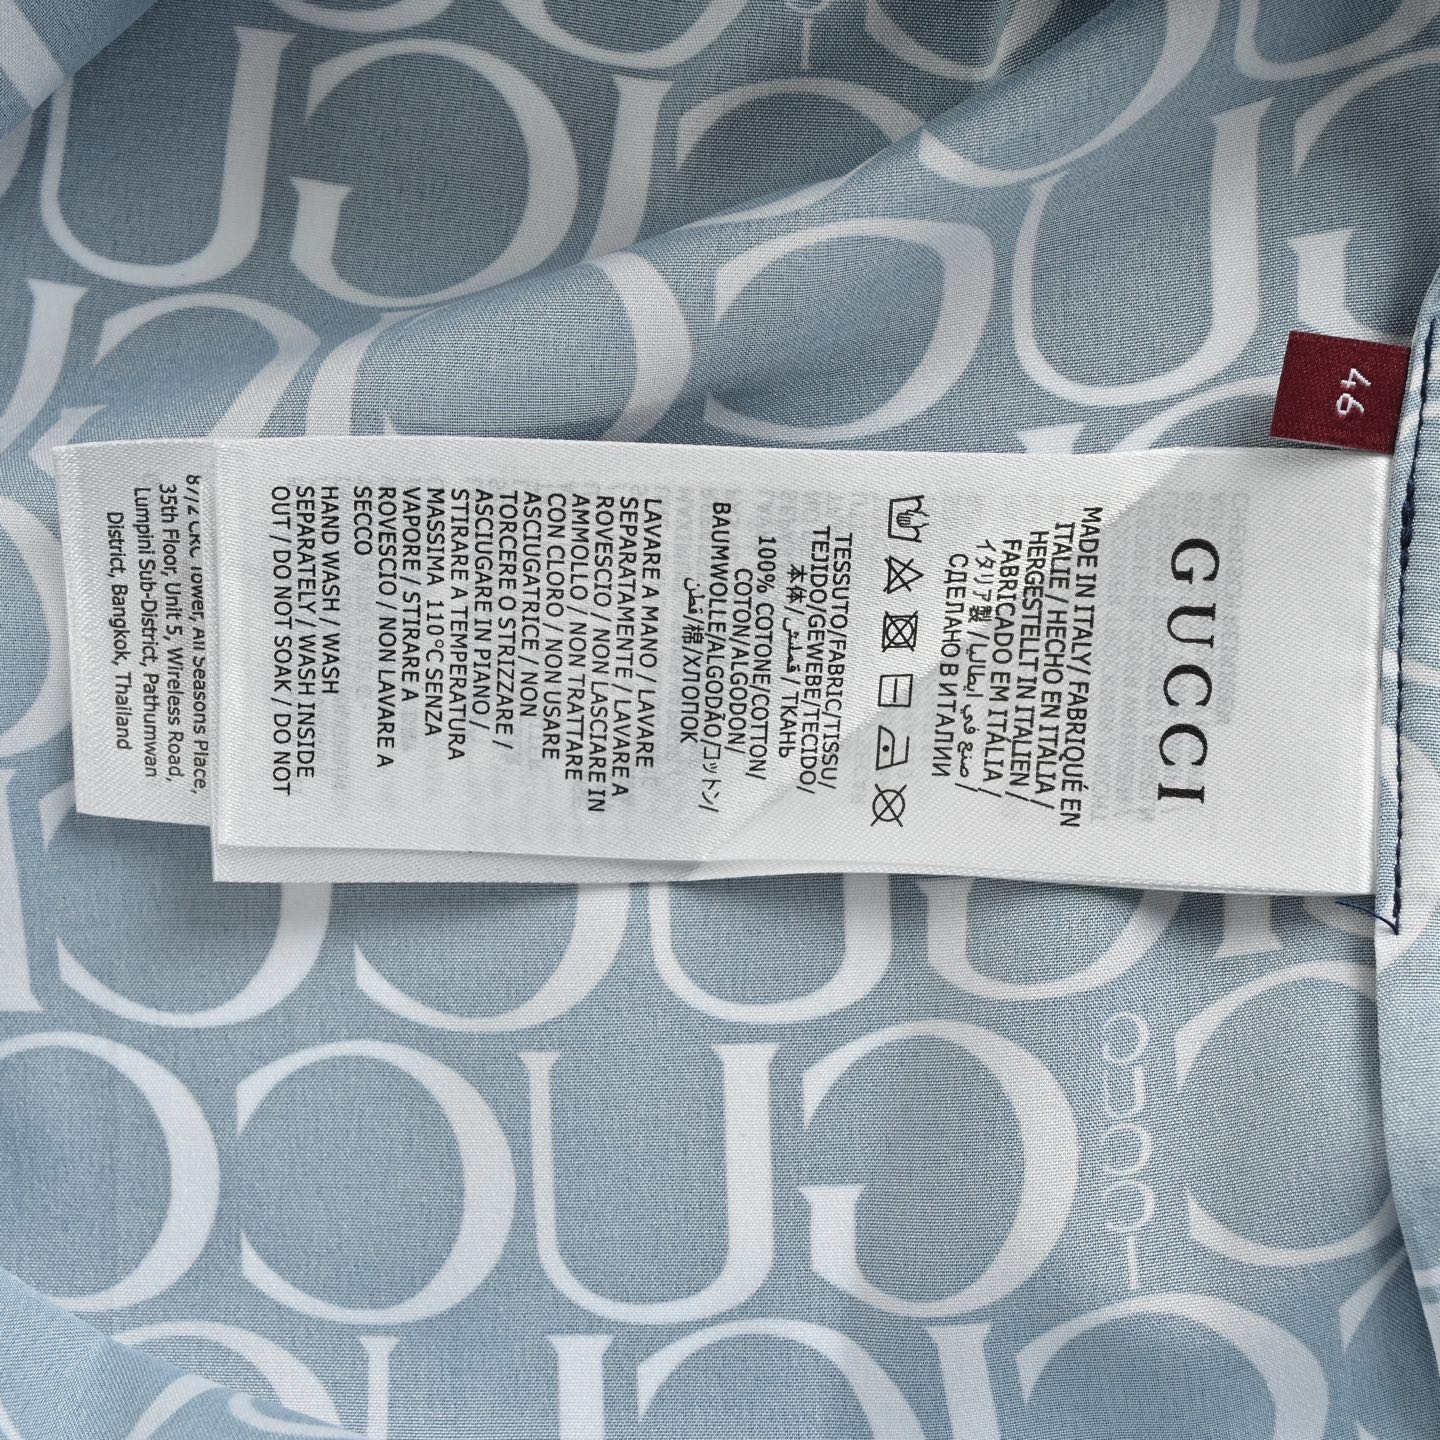 46
GUCCI
MADE IN ITALY/ FABRIQUÉ EN
ITALIE / HECHO EN ITALIA /
HERGESTELLT IN ITALIEN /
FABRICADO EM ITÁLIA /
イタリア製 / صنع في ايطاليا /
СДЕЛАНО В ИТАЛИИ
TESSUTO/FABRIC/TISSU/
TEJIDO/GEWEBE/TECIDO/
本体/ قماش / ТКАНЬ
100% COTONE/COTTON/
COTON/ALGODON/
BAUMWOLLE/ALGODÃO/コットン/
قطن/棉/ХЛОПОК
LAVARE A MANO / LAVARE
SEPARATAMENTE / LAVARE A
ROVESCIO / NON LASCIARE IN
AMMOLLO / NON TRATTARE
CON CLORO / NON USARE
ASCIUGATRICE / NON
TORCERE O STRIZZARE /
ASCIUGARE IN PIANO /
STIRARE A TEMPERATURA
MASSIMA 110°C SENZA
VAPORE / STIRARE A
ROVESCIO / NON LAVARE A
SECCO
HAND WASH / WASH
SEPARATELY / WASH INSIDE
OUT / DO NOT SOAK / DO NOT
Tower, All Seasons Place,
35th Floor, Unit 5, Wireless Road,
Lumpini Sub-District, Pathumwan
District, Bangkok, Thailand